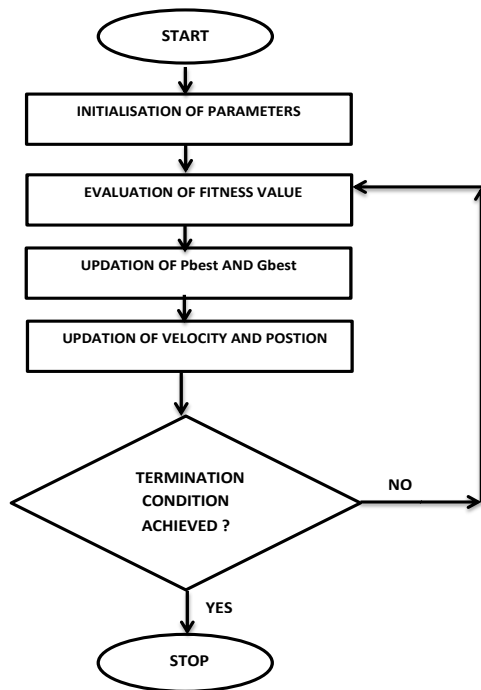 START
INITIALISATION OF PARAMETERS
EVALUATION OF FITNESS VALUE
UPDATION OF Pbest AND Gbest
UPDATION OF VELOCITY AND POSTION
TERMINATION
CONDITION
ACHIEVED ?
NO
YES
STOP